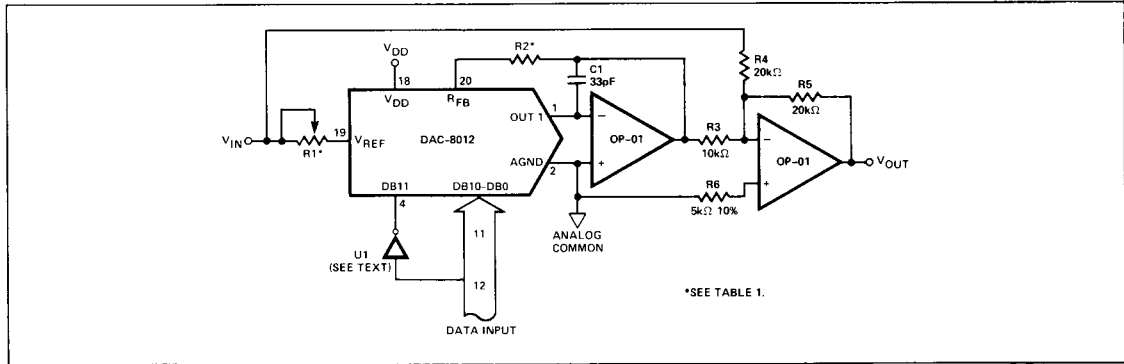 VDD
18
VDD
20
RFB
R2*
C1
33pF
R4
20kΩ
R5
20kΩ
VIN
R1*
19
VREF
DAC-8012
OUT 1
1
AGND
2
−
+
OP-01
R3
10kΩ
−
+
OP-01
VOUT
R6
5kΩ 10%
ANALOG
COMMON
DB11
4
DB10-DB0
11
12
U1
(SEE TEXT)
DATA INPUT
*SEE TABLE 1.